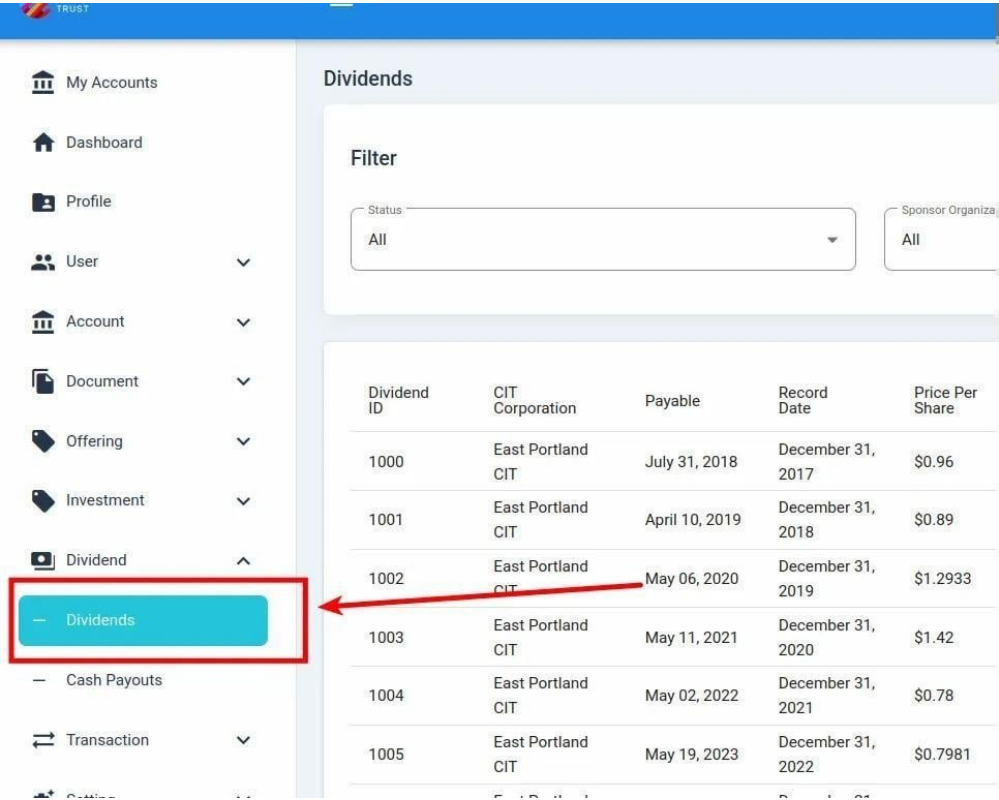 TRUST
My Accounts
Dashboard
Profile
User
Account
Document
Offering
Investment
Dividend
Dividends
Cash Payouts
Transaction
Setting
Dividends
Filter
Status
All
Sponsor Organiza
All
Dividend ID CIT Corporation Payable Record Date Price Per Share
1000 East Portland CIT July 31, 2018 December 31, 2017 $0.96
1001 East Portland CIT April 10, 2019 December 31, 2018 $0.89
1002 East Portland CIT May 06, 2020 December 31, 2019 $1.2933
1003 East Portland CIT May 11, 2021 December 31, 2020 $1.42
1004 East Portland CIT May 02, 2022 December 31, 2021 $0.78
1005 East Portland CIT May 19, 2023 December 31, 2022 $0.7981